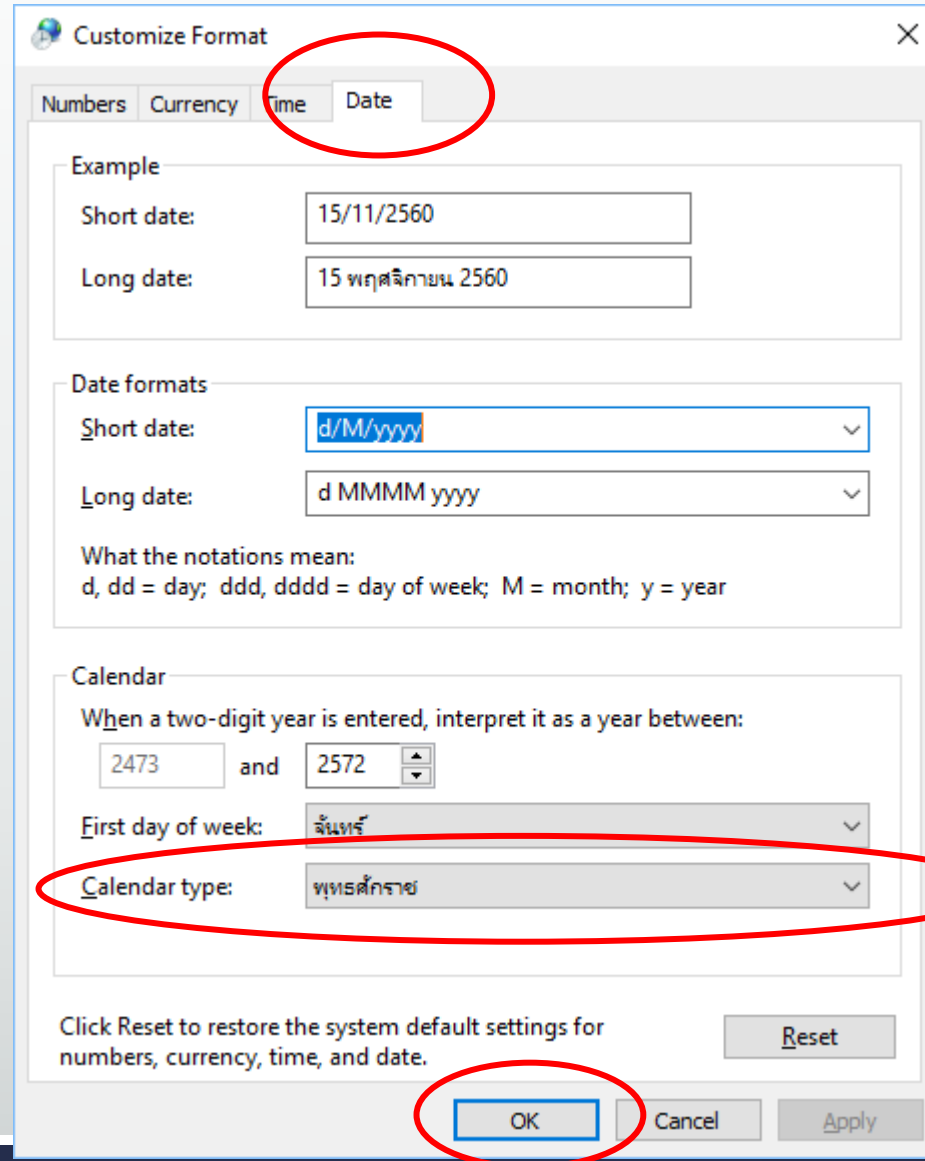 Customize Format
Numbers Currency Time Date
Example
Short date: 15/11/2560
Long date: 15 พฤศจิกายน 2560
Date formats
Short date: d/M/yyyy
Long date: d MMMM yyyy
What the notations mean:
d, dd = day; ddd, dddd = day of week; M = month; y = year
Calendar
When a two-digit year is entered, interpret it as a year between:
2473 and 2572
First day of week: จันทร์
Calendar type: พุทธศักราช
Click Reset to restore the system default settings for
numbers, currency, time, and date.
Reset
OK Cancel Apply